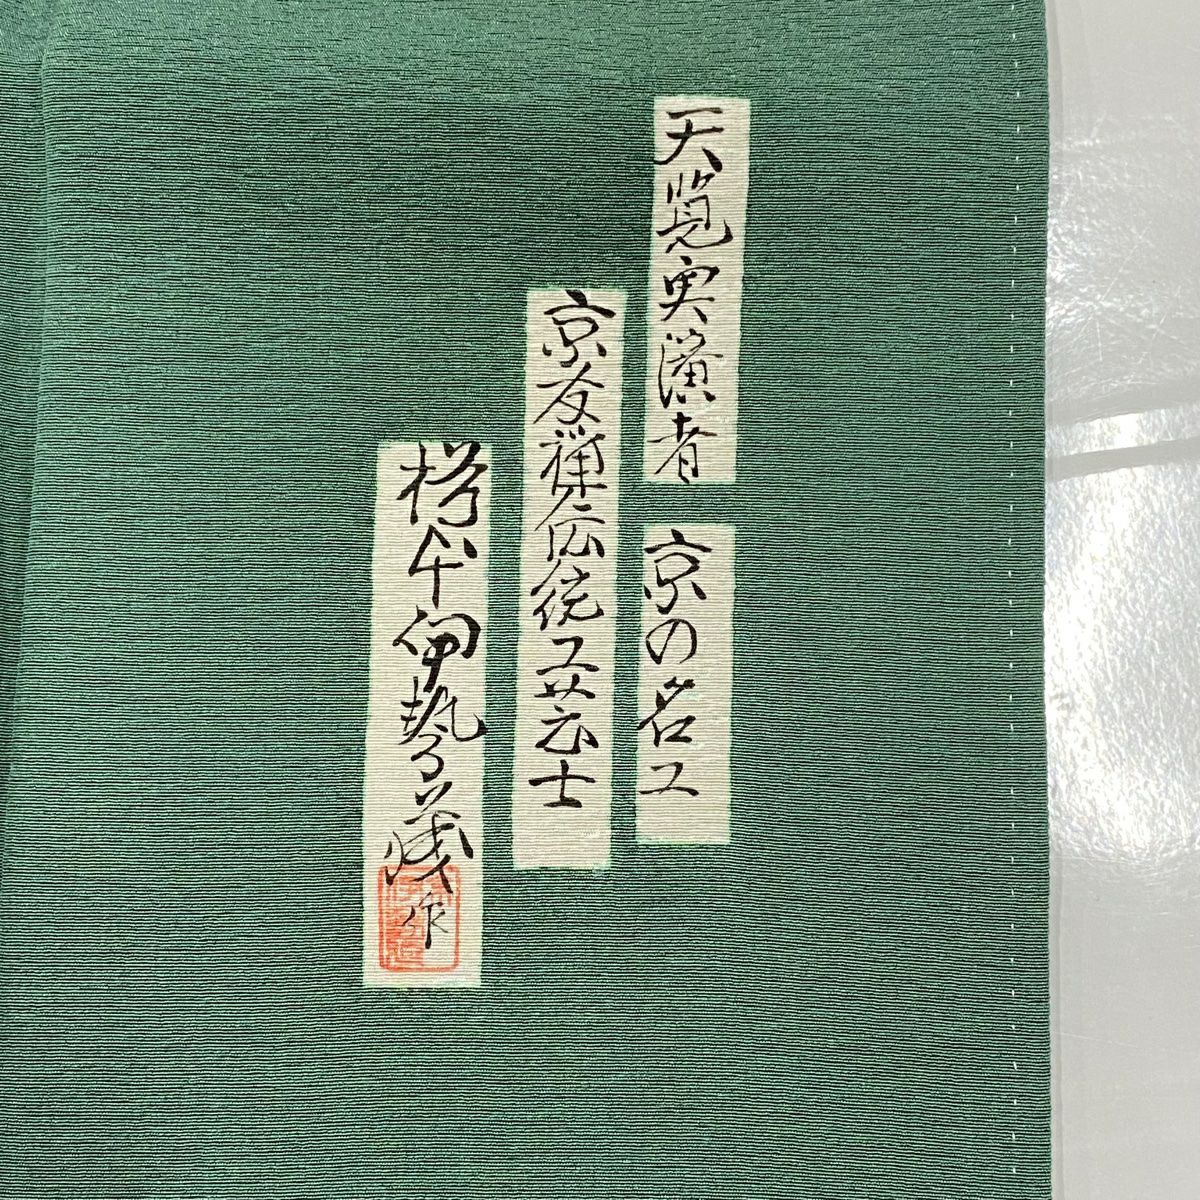 天覧実演者
京の名工
京友禅伝統工芸士
伊勢
作